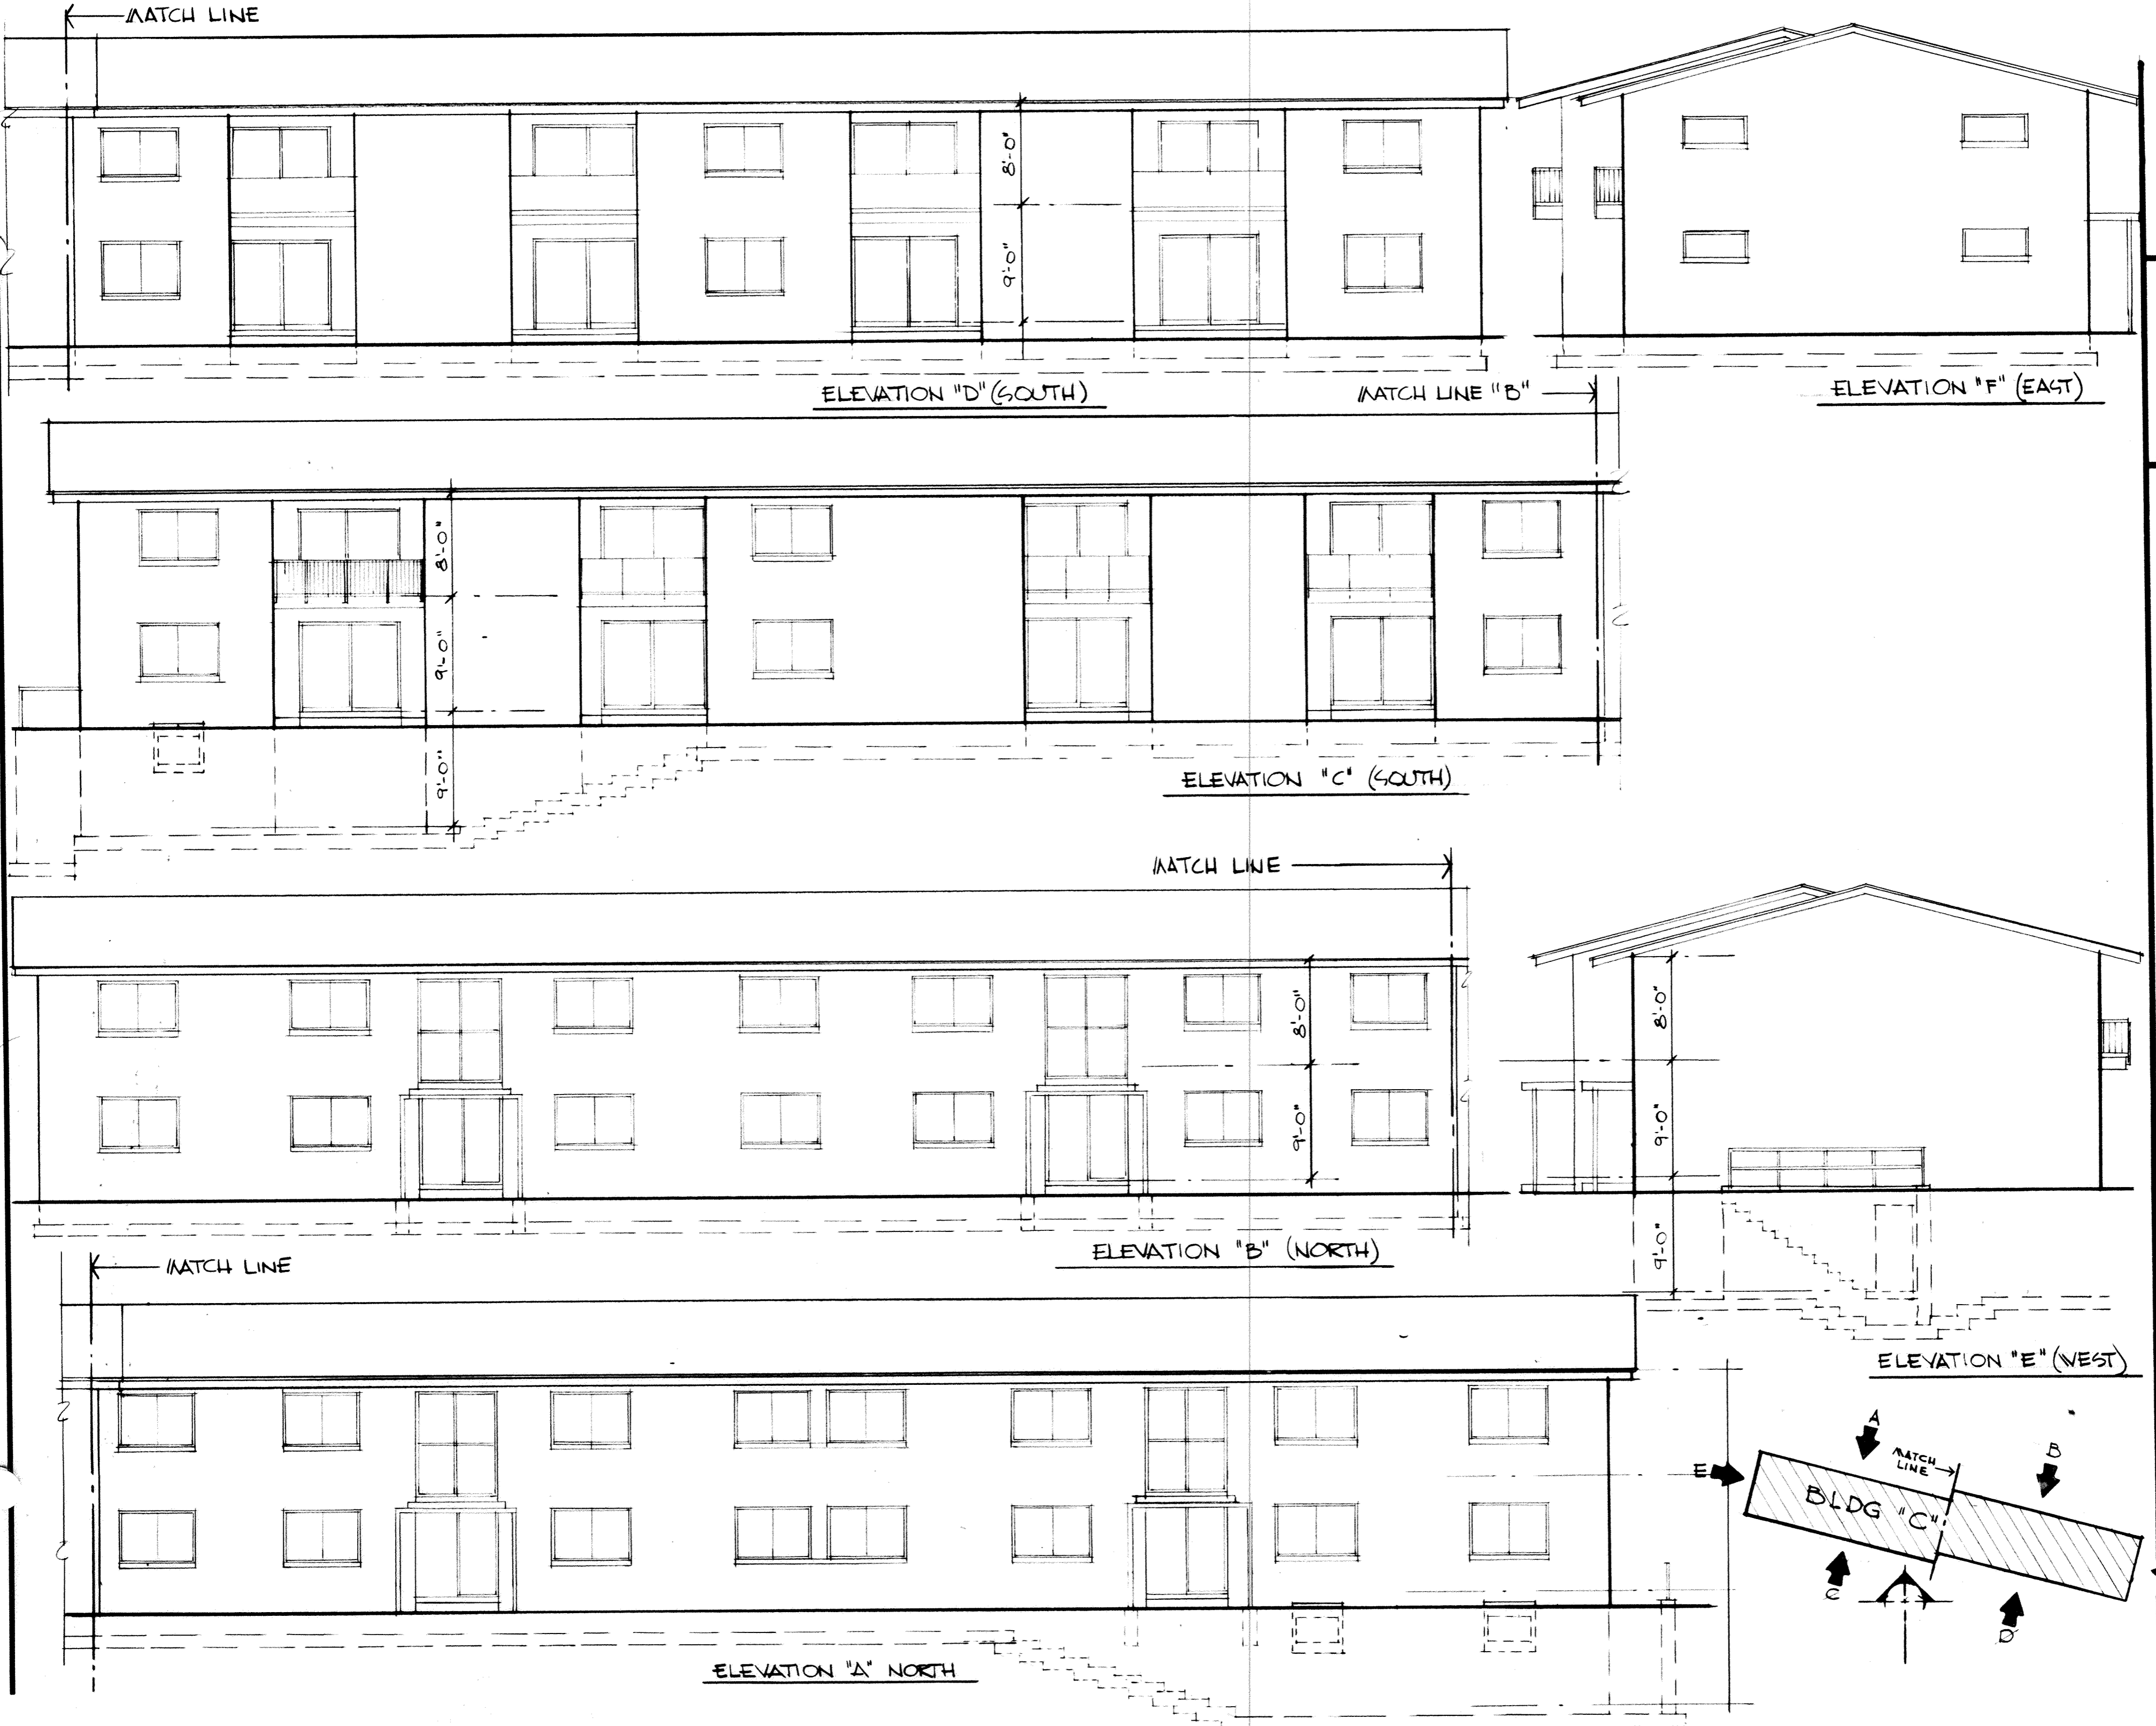 MATCH LINE
8'-0"
9'-0"
ELEVATION "D" (SOUTH)
MATCH LINE "B"
ELEVATION "F" (EAST)
8'-0"
9'-0"
9'-0"
ELEVATION "C" (SOUTH)
MATCH LINE
8'-0"
9'-0"
8'-0"
9'-0"
9'-0"
ELEVATION "B" (NORTH)
MATCH LINE
ELEVATION "E" (WEST)
A
B
MATCH
LINE
E
BLDG "C"
C
D
ELEVATION "A" NORTH